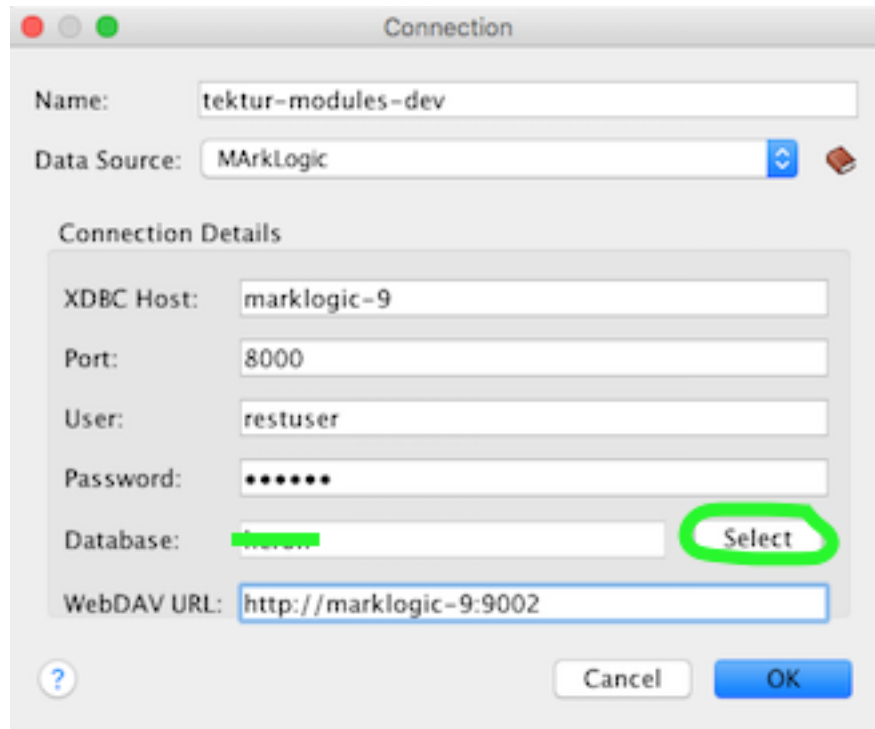 Connection
Name: tektur-modules-dev
Data Source: MArkLogic
Connection Details
XDBC Host: marklogic-9
Port: 8000
User: restuser
Password: ••••••
Database: Select
WebDAV URL: http://marklogic-9:9002
? Cancel OK